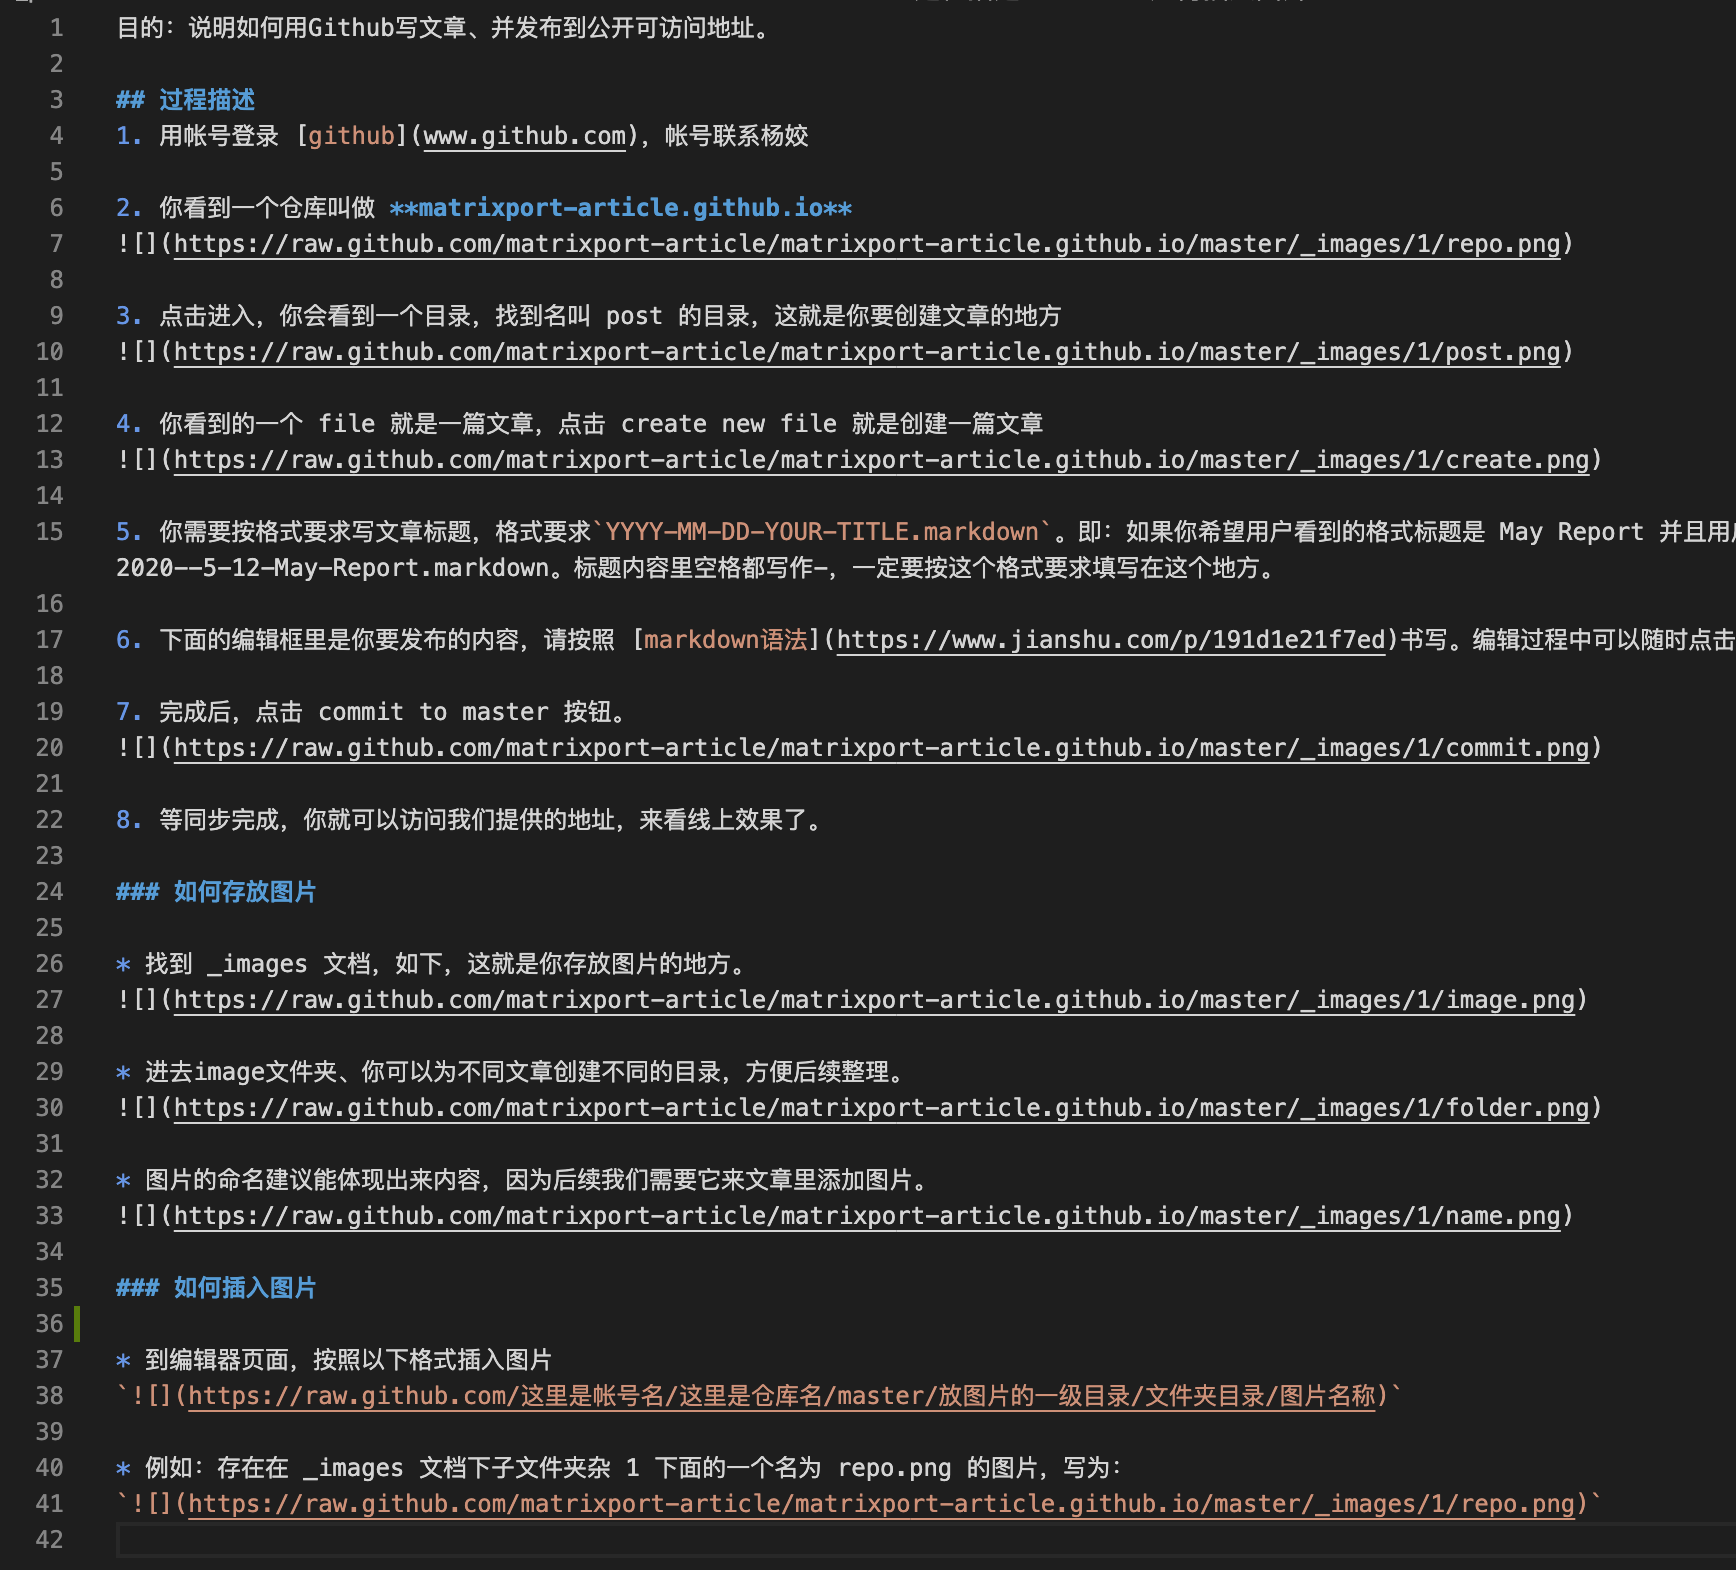 1 目的：说明如何用Github写文章、并发布到公开可访问地址。
2
3 ## 过程描述
4 1. 用帐号登录 [github](www.github.com)，帐号联系杨姣
5
6 2. 你看到一个仓库叫做 **matrixport-article.github.io**
7 ![](https://raw.github.com/matrixport-article/matrixport-article.github.io/master/_images/1/repo.png)
8
9 3. 点击进入，你会看到一个目录，找到名叫 post 的目录，这就是你要创建文章的地方
10 ![](https://raw.github.com/matrixport-article/matrixport-article.github.io/master/_images/1/post.png)
11
12 4. 你看到的一个 file 就是一篇文章，点击 create new file 就是创建一篇文章
13 ![](https://raw.github.com/matrixport-article/matrixport-article.github.io/master/_images/1/create.png)
14
15 5. 你需要按格式要求写文章标题，格式要求`YYYY-MM-DD-YOUR-TITLE.markdown`。即：如果你希望用户看到的格式标题是 May Report 并且用
2020--5-12-May-Report.markdown。标题内容里空格都写作-，一定要按这个格式要求填写在这个地方。
16
17 6. 下面的编辑框里是你要发布的内容，请按照 [markdown语法](https://www.jianshu.com/p/191d1e21f7ed)书写。编辑过程中可以随时点击
18
19 7. 完成后，点击 commit to master 按钮。
20 ![](https://raw.github.com/matrixport-article/matrixport-article.github.io/master/_images/1/commit.png)
21
22 8. 等同步完成，你就可以访问我们提供的地址，来看线上效果了。
23
24 ### 如何存放图片
25
26 * 找到 _images 文档，如下，这就是你存放图片的地方。
27 ![](https://raw.github.com/matrixport-article/matrixport-article.github.io/master/_images/1/image.png)
28
29 * 进去image文件夹、你可以为不同文章创建不同的目录，方便后续整理。
30 ![](https://raw.github.com/matrixport-article/matrixport-article.github.io/master/_images/1/folder.png)
31
32 * 图片的命名建议能体现出来内容，因为后续我们需要它来文章里添加图片。
33 ![](https://raw.github.com/matrixport-article/matrixport-article.github.io/master/_images/1/name.png)
34
35 ### 如何插入图片
36
37 * 到编辑器页面，按照以下格式插入图片
38 `![](https://raw.github.com/这里是帐号名/这里是仓库名/master/放图片的一级目录/文件夹目录/图片名称)`
39
40 * 例如：存在在 _images 文档下子文件夹杂 1 下面的一个名为 repo.png 的图片，写为：
41 `![](https://raw.github.com/matrixport-article/matrixport-article.github.io/master/_images/1/repo.png)`
42